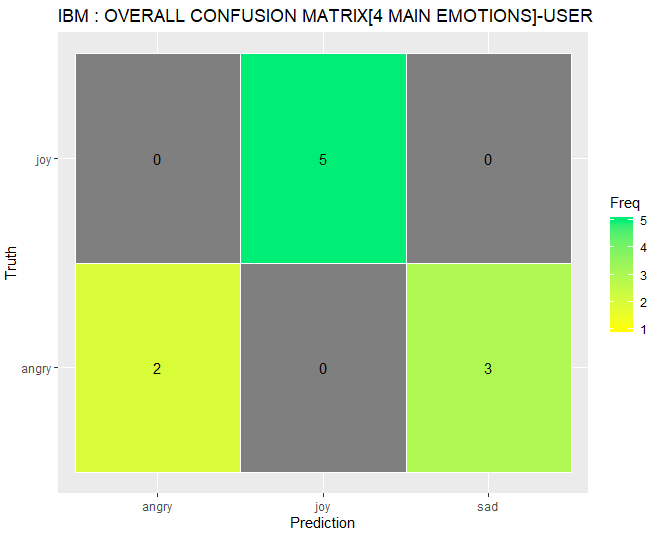 IBM : OVERALL CONFUSION MATRIX[4 MAIN EMOTIONS]-USER
joy
0 5 0
Truth
angry
2 0 3
angry joy sad
Prediction
Freq
5
4
3
2
1